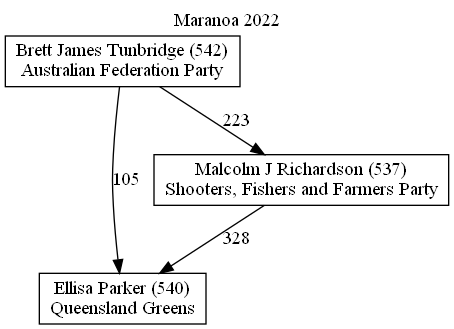 Maranoa 2022
Brett James Tunbridge (542)
Australian Federation Party
223
Malcolm J Richardson (537)
Shooters, Fishers and Farmers Party
105
328
Ellisa Parker (540)
Queensland Greens